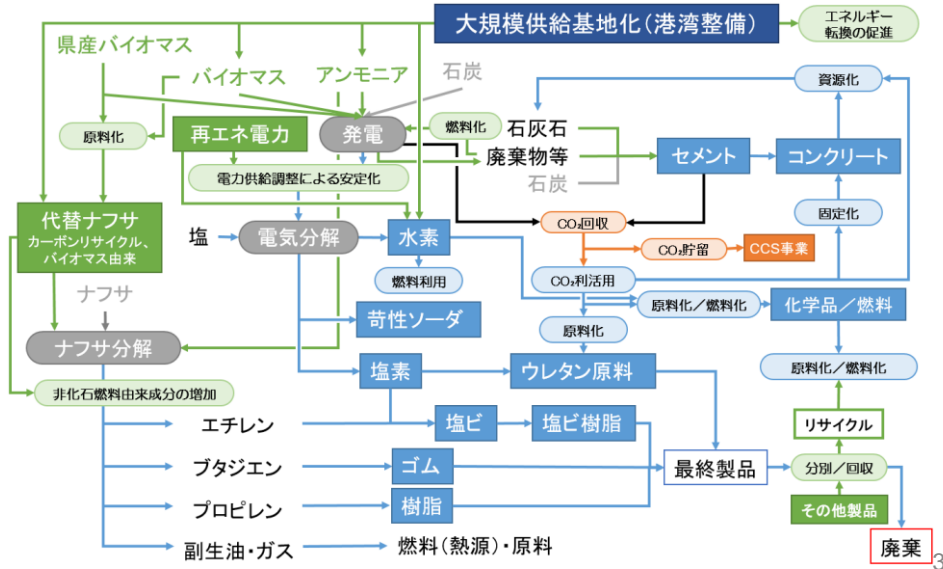 大規模供給基地化(港湾整備)
エネルギー
転換の促進
県産バイオマス
バイオマス
アンモニア
石炭
資源化
原料化
再エネ電力
発電
燃料化
石灰石
廃棄物等
石炭
セメント
コンクリート
電力供給調整による安定化
代替ナフサ
カーボンリサイクル、
バイオマス由来
塩
電気分解
水素
CO₂回収
固定化
CO₂貯留
CCS事業
燃料利用
CO₂利活用
ナフサ
苛性ソーダ
原料化
原料化/燃料化
化学品/燃料
ナフサ分解
塩素
ウレタン原料
原料化/燃料化
非化石燃料由来成分の増加
エチレン
塩ビ
塩ビ樹脂
リサイクル
ブタジエン
ゴム
最終製品
分別/回収
プロピレン
樹脂
その他製品
副生油・ガス
燃料(熱源)・原料
廃棄
3